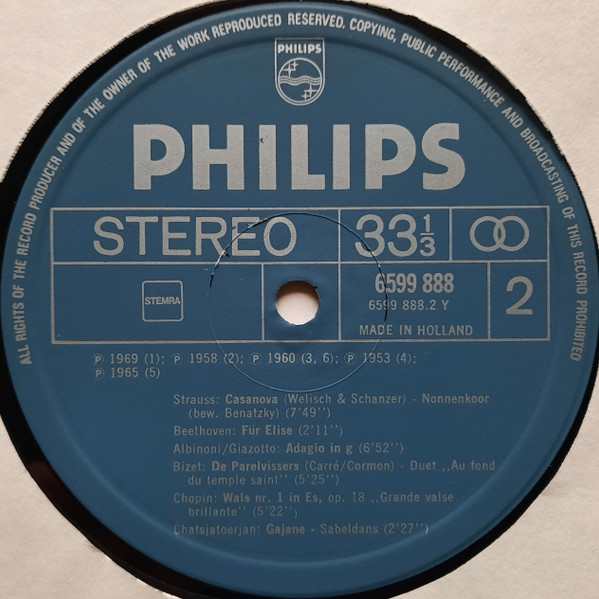 ALL RIGHTS OF THE RECORD PRODUCER AND OF THE OWNER OF THE WORK REPRODUCED RESERVED. COPYING, PUBLIC PERFORMANCE AND BROADCASTING OF THIS RECORD PROHIBITED
PHILIPS
PHILIPS
STEREO
33 1/3
STEMRA
6599 888
6599 888.2 Y
MADE IN HOLLAND
2
℗ 1969 (1); ℗ 1958 (2); ℗ 1960 (3, 6); ℗ 1953 (4);
℗ 1965 (5)
Strauss: Casanova (Welisch & Schanzer) - Nonnenkoor
(bew. Benatzky) (7'49'')
Beethoven: Für Elise (2'11'')
Albinoni/Giazotto: Adagio in g (6'52'')
Bizet: De Parelvissers (Carré/Cormon) - Duet ,,Au fond
du temple saint'' (5'25'')
Chopin: Wals nr. 1 in Es, op. 18 ,,Grande valse
brillante'' (5'22'')
Chatsjatoerjan: Gajane - Sabeldans (2'27'')